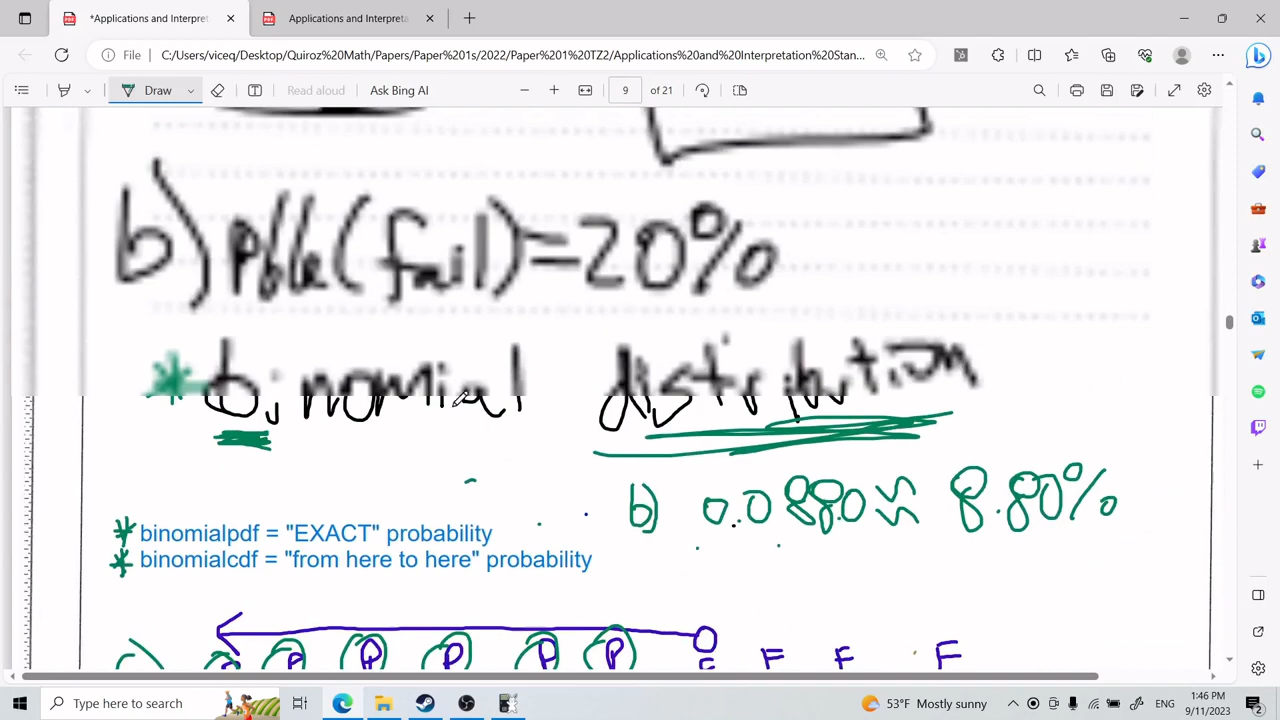 *Applications and Interpret
Applications and Interpreta
File
C:/Users/viceq/Desktop/Quiroz%20Math/Papers/Paper%201s/2022/Paper%201%20TZ2/Applications%20and%20Interpretation%20Stan...
Draw
Read aloud
Ask Bing AI
9 of 21
b) Pbb(fail)=20%
* binomial distribution
b) 0.0880 ≈ 8.80%
* binomialpdf = "EXACT" probability
* binomialcdf = "from here to here" probability
P P P P P F F F F
Type here to search
53°F Mostly sunny
ENG
1:46 PM
9/11/2023
2